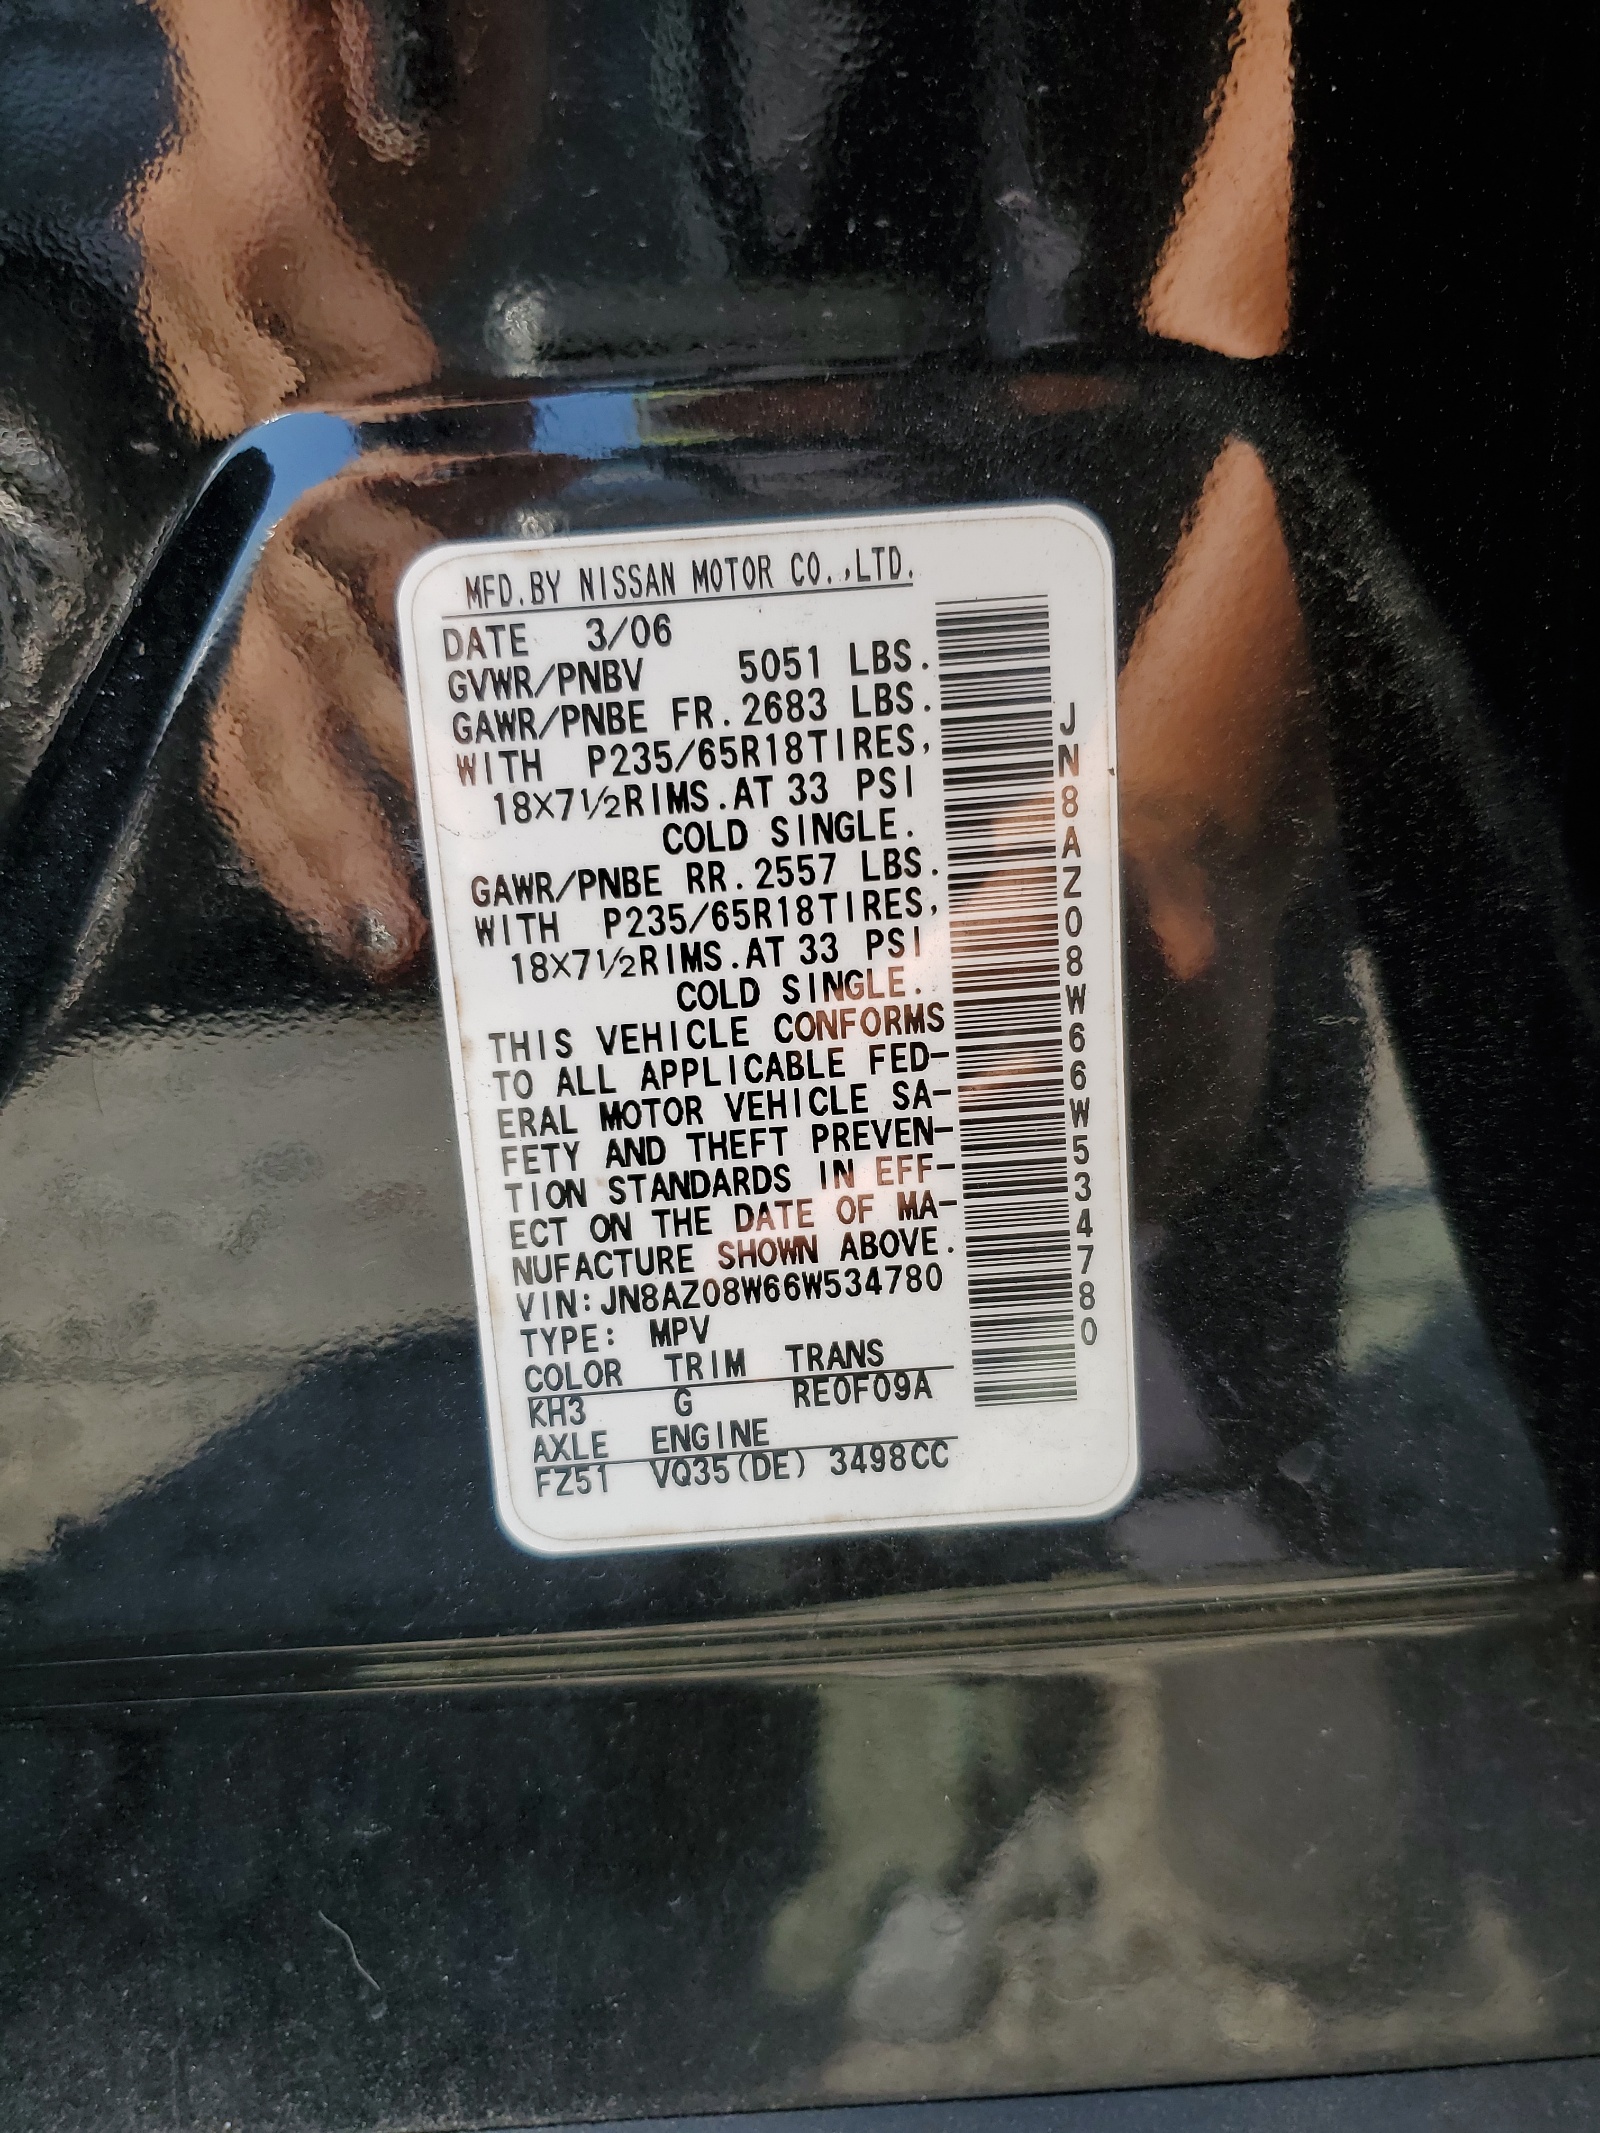 MFD.BY NISSAN MOTOR CO.,LTD.
DATE 3/06
GVWR/PNBV 5051 LBS.
GAWR/PNBE FR.2683 LBS.
WITH P235/65R18TIRES,
18X7½RIMS.AT 33 PSI
COLD SINGLE.
GAWR/PNBE RR.2557 LBS.
WITH P235/65R18TIRES,
18X7½RIMS.AT 33 PSI
COLD SINGLE.
THIS VEHICLE CONFORMS
TO ALL APPLICABLE FED-
ERAL MOTOR VEHICLE SA-
FETY AND THEFT PREVEN-
TION STANDARDS IN EFF-
ECT ON THE DATE OF MA-
NUFACTURE SHOWN ABOVE.
VIN:JN8AZ08W66W534780
TYPE: MPV
COLOR TRIM TRANS
KH3 G RE0F09A
AXLE ENGINE
FZ51 VQ35(DE) 3498CC
JN8AZ08W66W534780